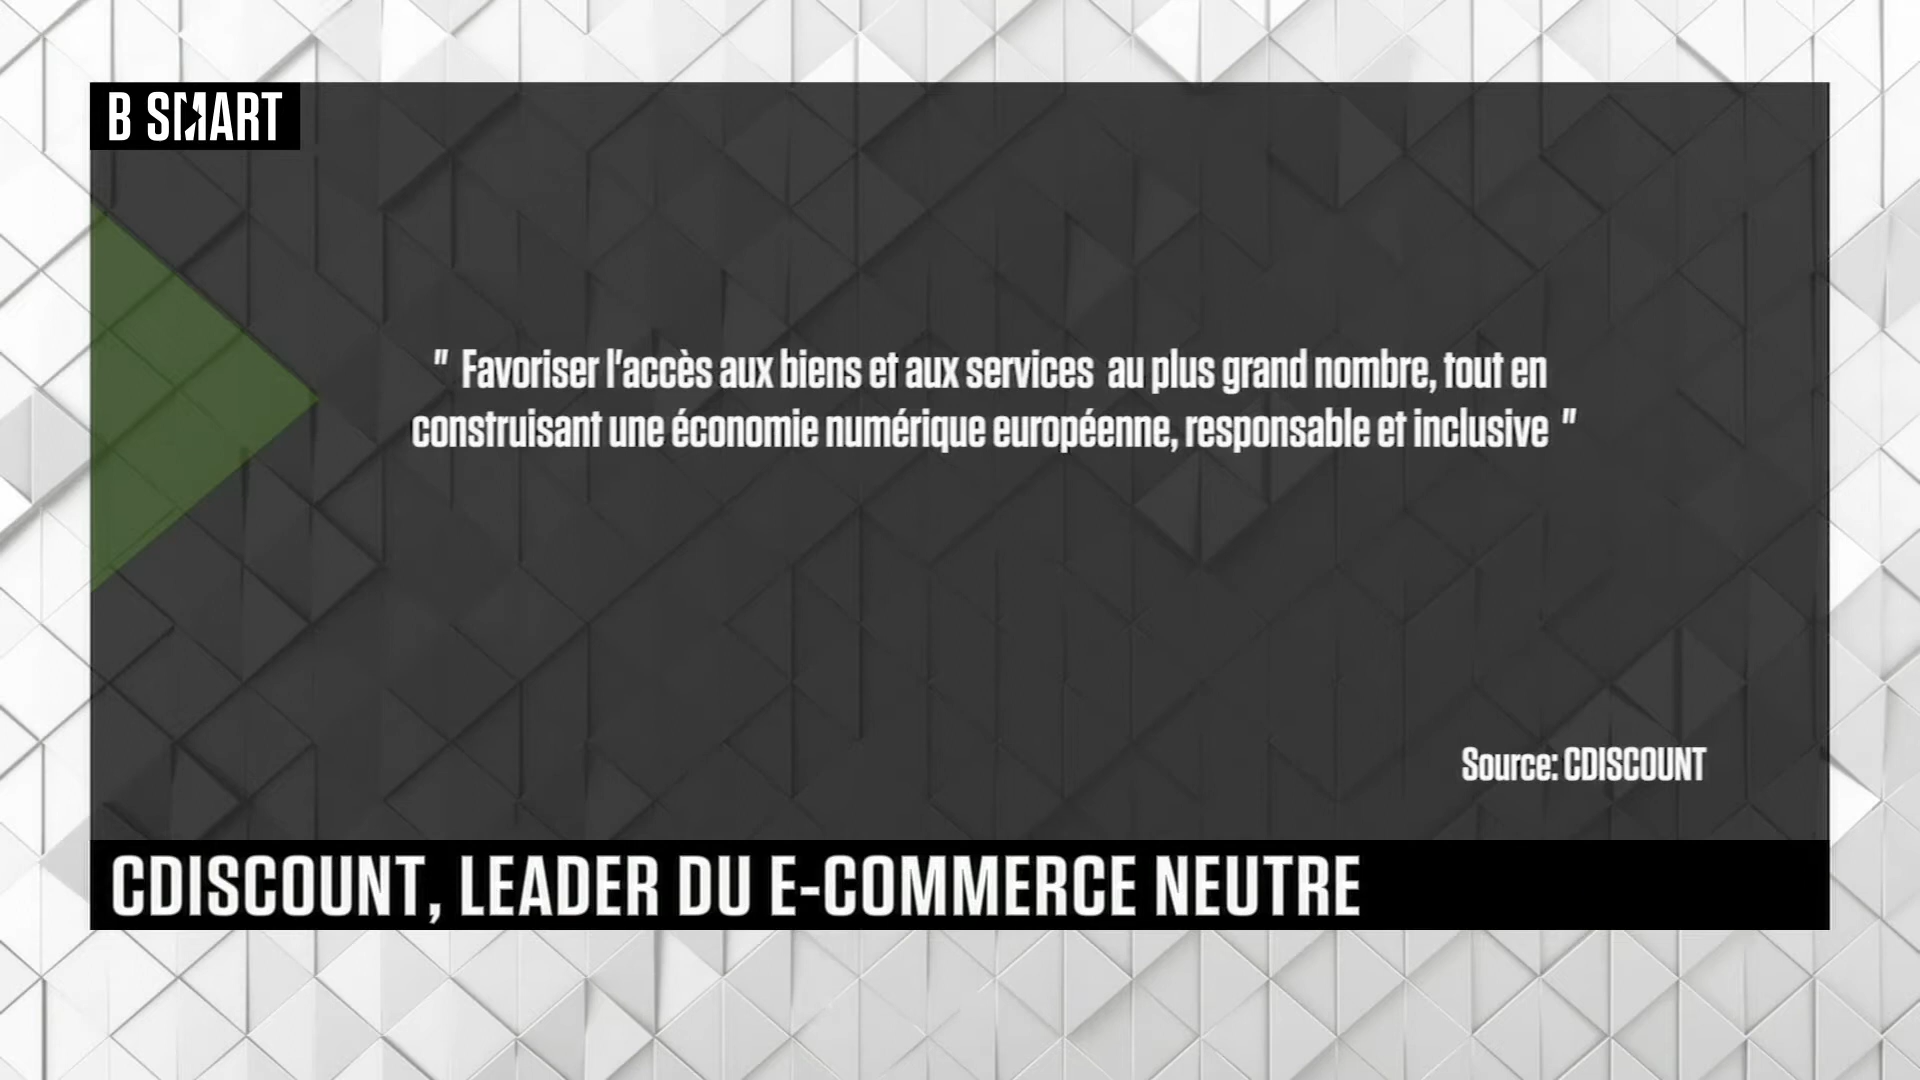 B SMART
" Favoriser l'accès aux biens et aux services au plus grand nombre, tout en
construisant une économie numérique européenne, responsable et inclusive "
Source: CDISCOUNT
CDISCOUNT, LEADER DU E-COMMERCE NEUTRE